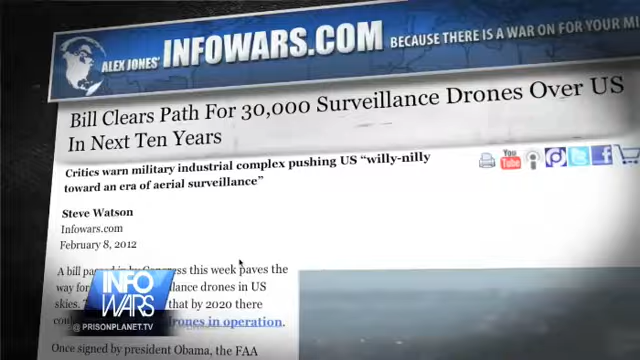 ALEX JONES' INFOWARS.COM BECAUSE THERE IS A WAR ON FOR YOUR
Bill Clears Path For 30,000 Surveillance Drones Over US
In Next Ten Years
Critics warn military industrial complex pushing US “willy-nilly
toward an era of aerial surveillance”
You
Tube
Steve Watson
Infowars.com
February 8, 2012
A bill passed by Congress this week paves the
way for lance drones in US
skies. that by 2020 there
drones in operation.
Once signed by president Obama, the FAA
INFO
WARS
@ PRISONPLANET.TV